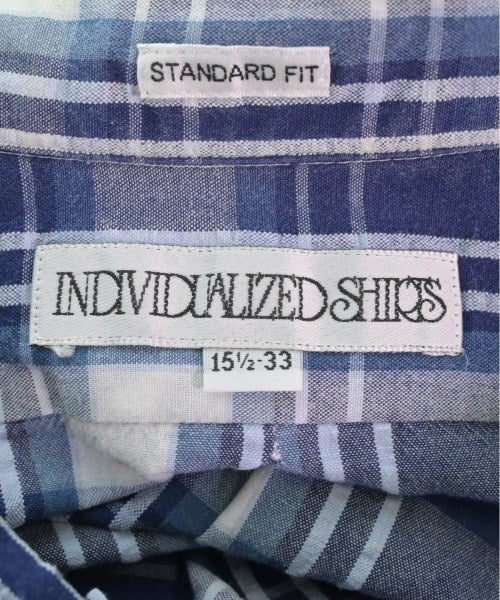 STANDARD FIT
INDIVIDUALIZED SHIRTS
15½-33